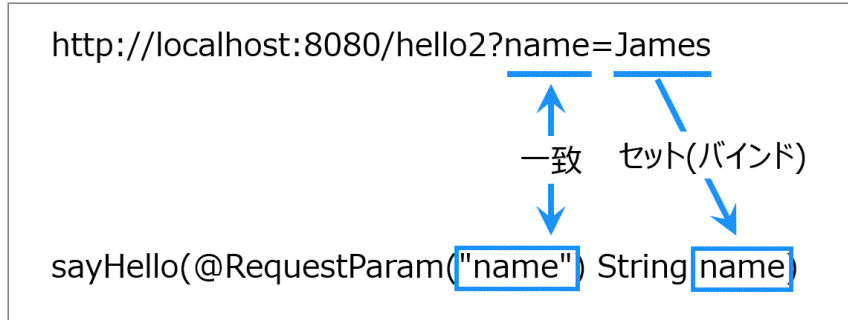 http://localhost:8080/hello2?name=James
一致 セット(バインド)
sayHello(@RequestParam("name") String name)